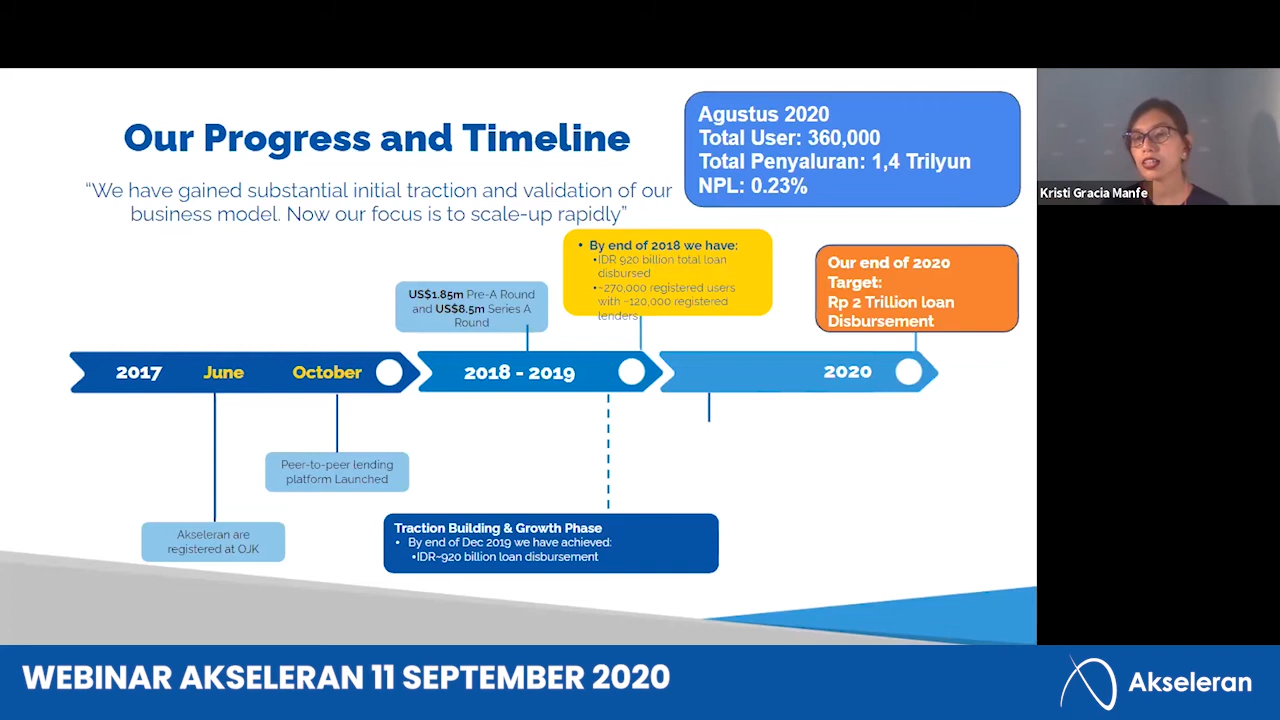 Our Progress and Timeline
"We have gained substantial initial traction and validation of our
business model. Now our focus is to scale-up rapidly"
Agustus 2020
Total User: 360,000
Total Penyaluran: 1,4 Trilyun
NPL: 0.23%
Kristi Gracia Manfe
US$1.85m Pre-A Round
and US$8.5m Series A
Round
• By end of 2018 we have:
•IDR 920 billion total loan
disbursed
•~270,000 registered users
with ~120,000 registered
lenders
Our end of 2020
Target:
Rp 2 Trillion loan
Disbursement
2017 June October
2018 - 2019
2020
Peer-to-peer lending
platform Launched
Akseleran are
registered at OJK
Traction Building & Growth Phase
• By end of Dec 2019 we have achieved:
•IDR~920 billion loan disbursement
WEBINAR AKSELERAN 11 SEPTEMBER 2020
Akseleran